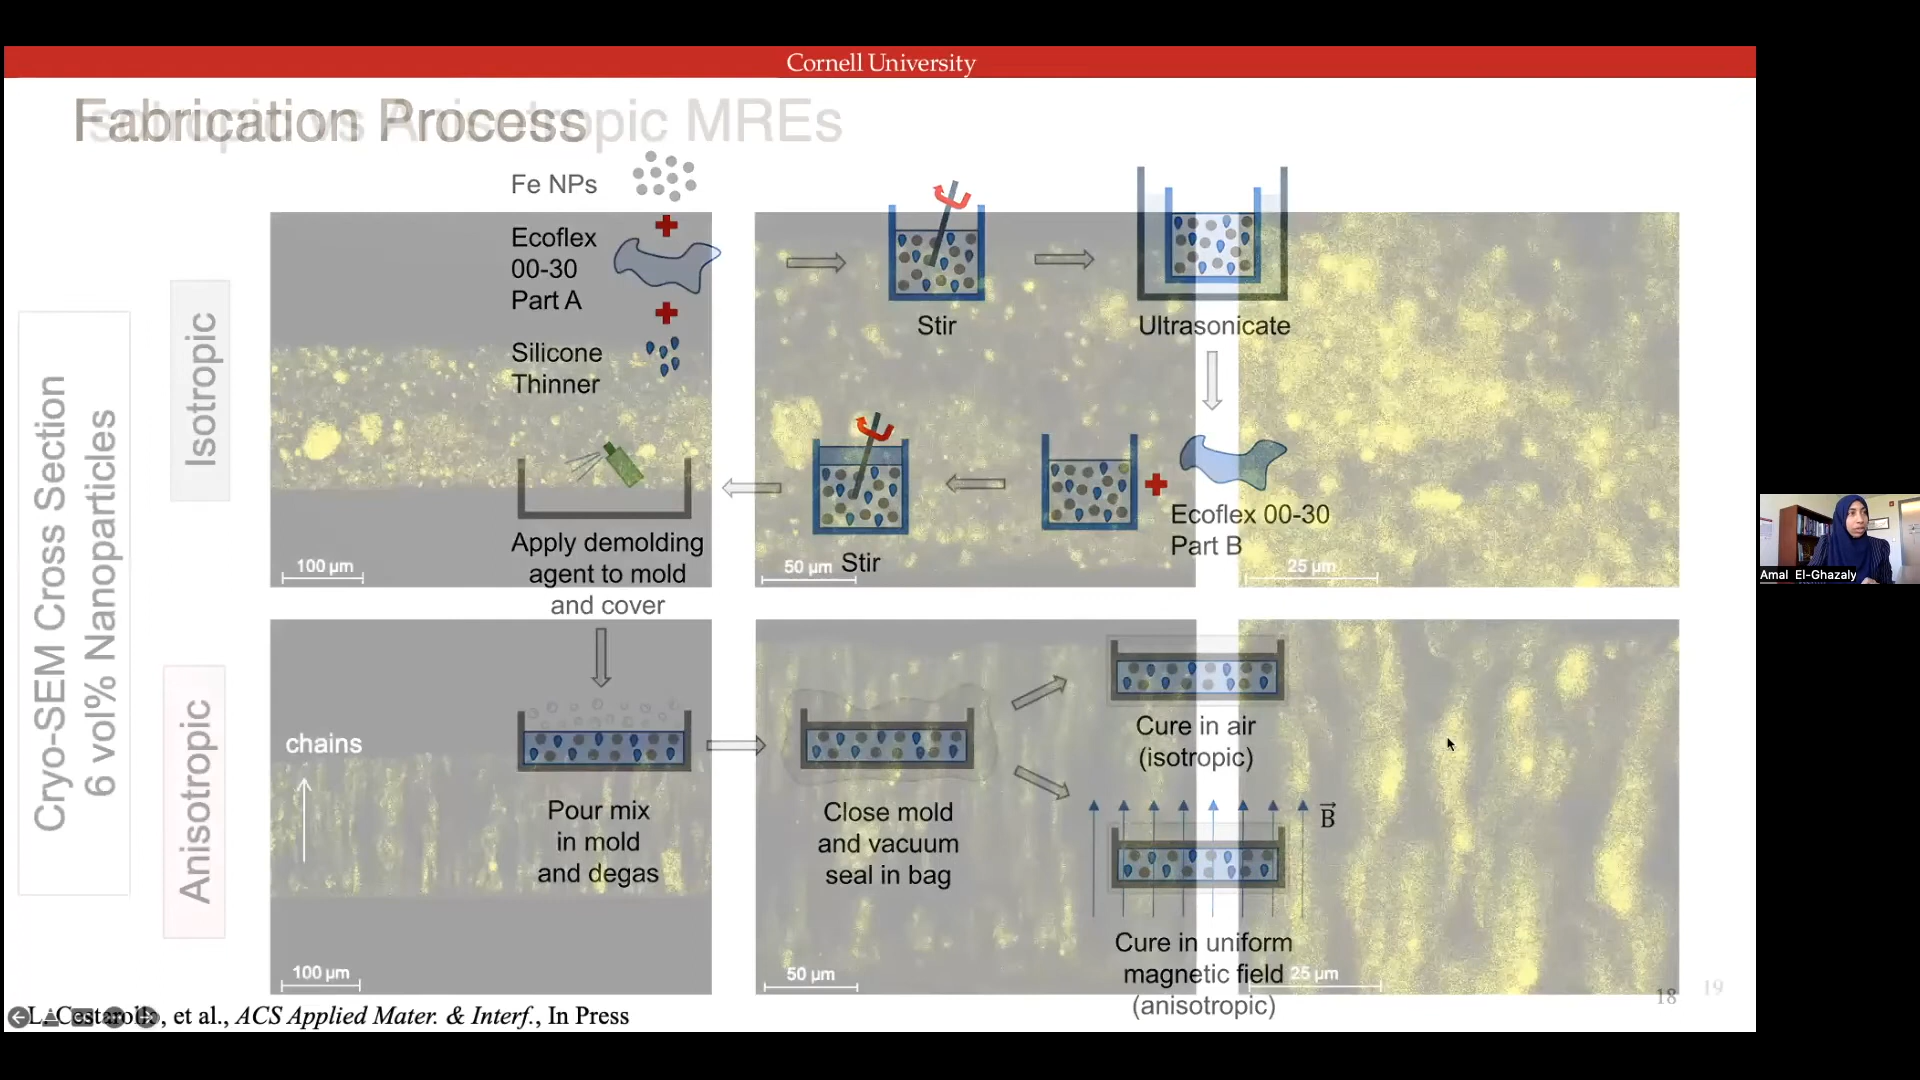 Cornell University
Fabrication Process
Isotropic vs Anisotropic MREs
Fe NPs
Ecoflex
00-30
Part A
Silicone
Thinner
Stir
Ultrasonicate
Ecoflex 00-30
Part B
Stir
Apply demolding
agent to mold
and cover
Pour mix
in mold
and degas
Close mold
and vacuum
seal in bag
Cure in air
(isotropic)
B
Cure in uniform
magnetic field
(anisotropic)
Cryo-SEM Cross Section
6 vol% Nanoparticles
Isotropic
Anisotropic
100 µm
50 µm
25 µm
chains
100 µm
50 µm
25 µm
18
19
et al., ACS Applied Mater. & Interf., In Press
Amal El-Ghazaly